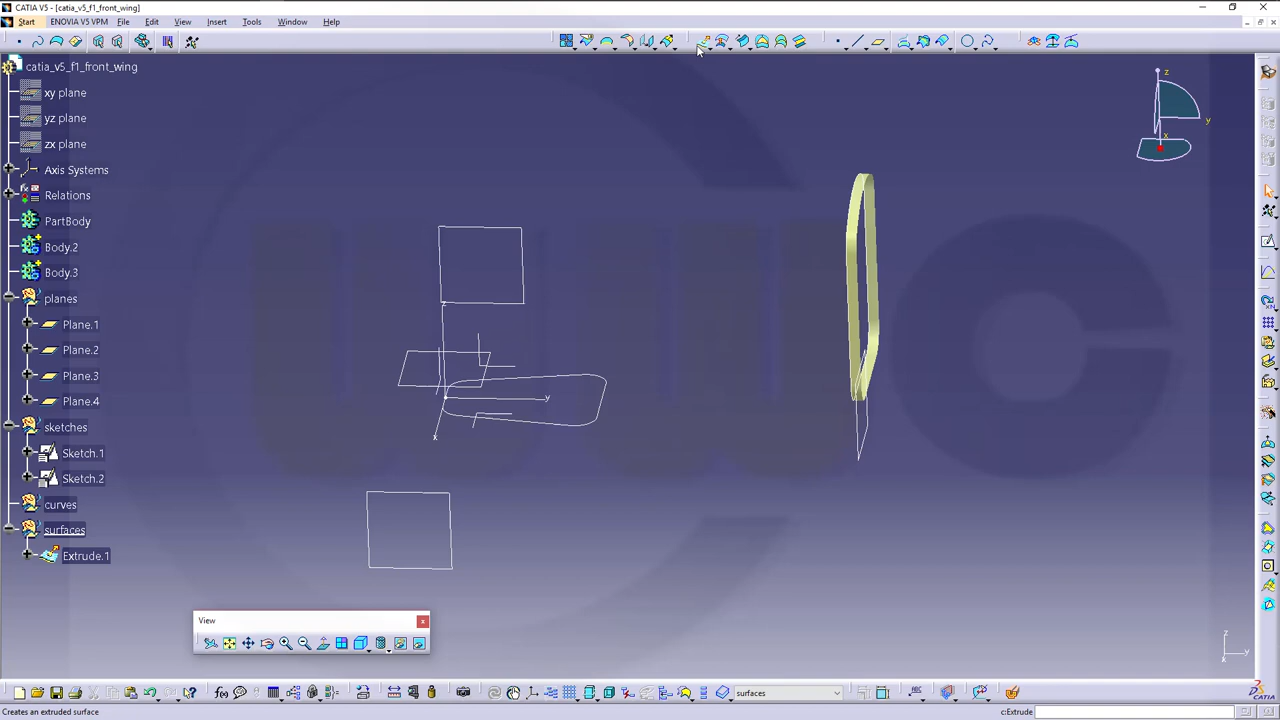 CATIA V5 - [catia_v5_f1_front_wing]
Start
ENOVIA V5 VPM
File
Edit
View
Insert
Tools
Window
Help
catia_v5_f1_front_wing
xy plane
yz plane
zx plane
Axis Systems
Relations
PartBody
Body.2
Body.3
planes
Plane.1
Plane.2
Plane.3
Plane.4
sketches
Sketch.1
Sketch.2
curves
surfaces
Extrude.1
z
y
x
z
y
x
View
z
y
x
surfaces
Creates an extruded surface
c:Extrude